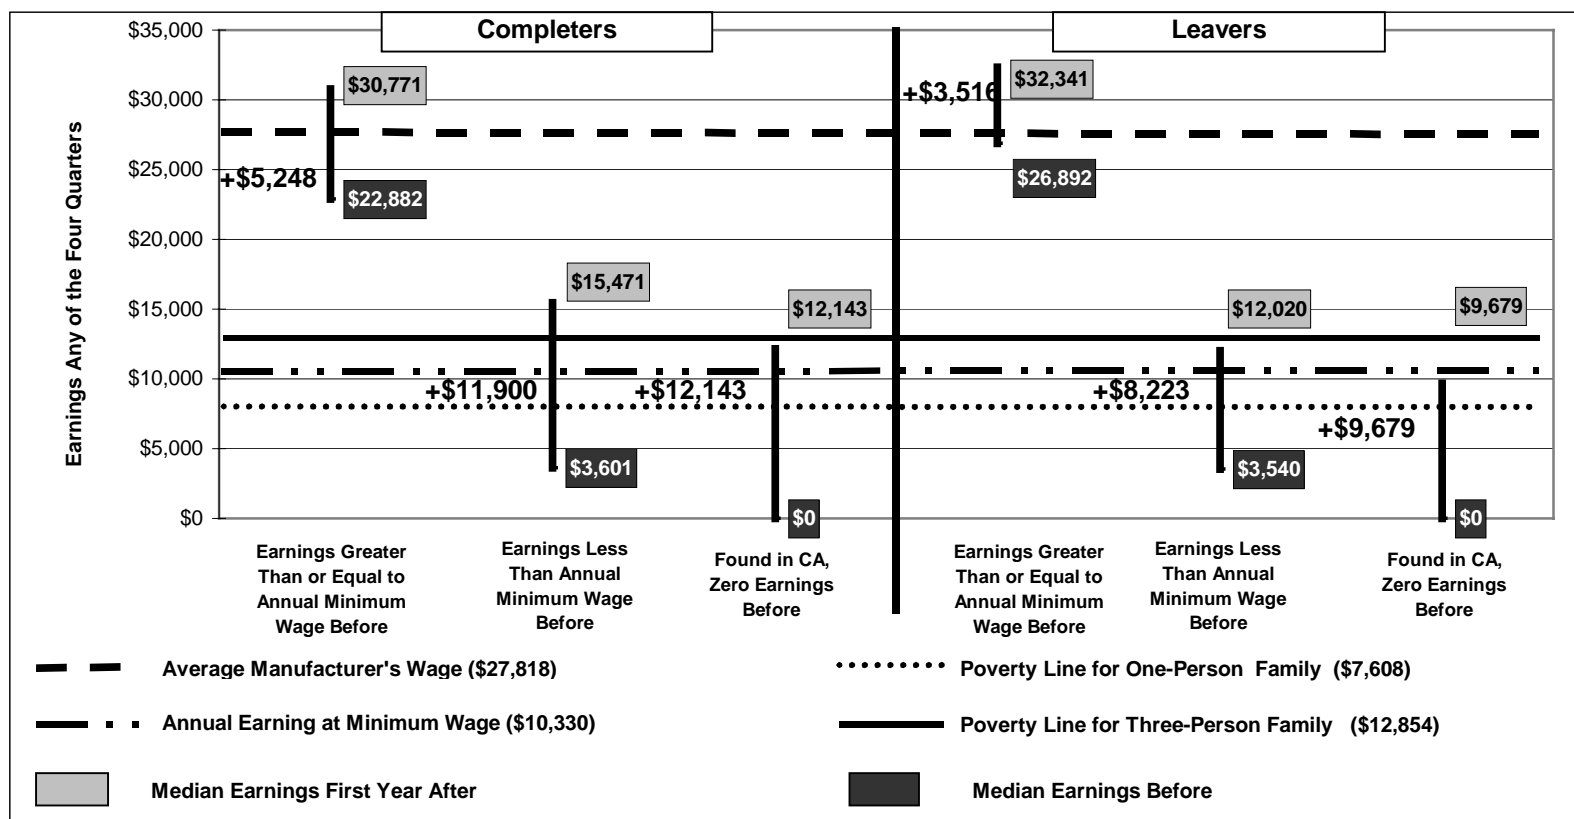 Completers
Leavers
Earnings Any of the Four Quarters
$35,000
$30,000
$25,000
$20,000
$15,000
$10,000
$5,000
$0
$30,771
+$5,248
$22,882
$15,471
+$11,900
$3,601
$12,143
+$12,143
$0
+$3,516
$32,341
$26,892
$12,020
+$8,223
$3,540
$9,679
+$9,679
$0
Earnings Greater
Than or Equal to
Annual Minimum
Wage Before
Earnings Less
Than Annual
Minimum Wage
Before
Found in CA,
Zero Earnings
Before
Earnings Greater
Than or Equal to
Annual Minimum
Wage Before
Earnings Less
Than Annual
Minimum Wage
Before
Found in CA,
Zero Earnings
Before
Average Manufacturer's Wage ($27,818)
Poverty Line for One-Person Family ($7,608)
Annual Earning at Minimum Wage ($10,330)
Poverty Line for Three-Person Family ($12,854)
Median Earnings First Year After
Median Earnings Before